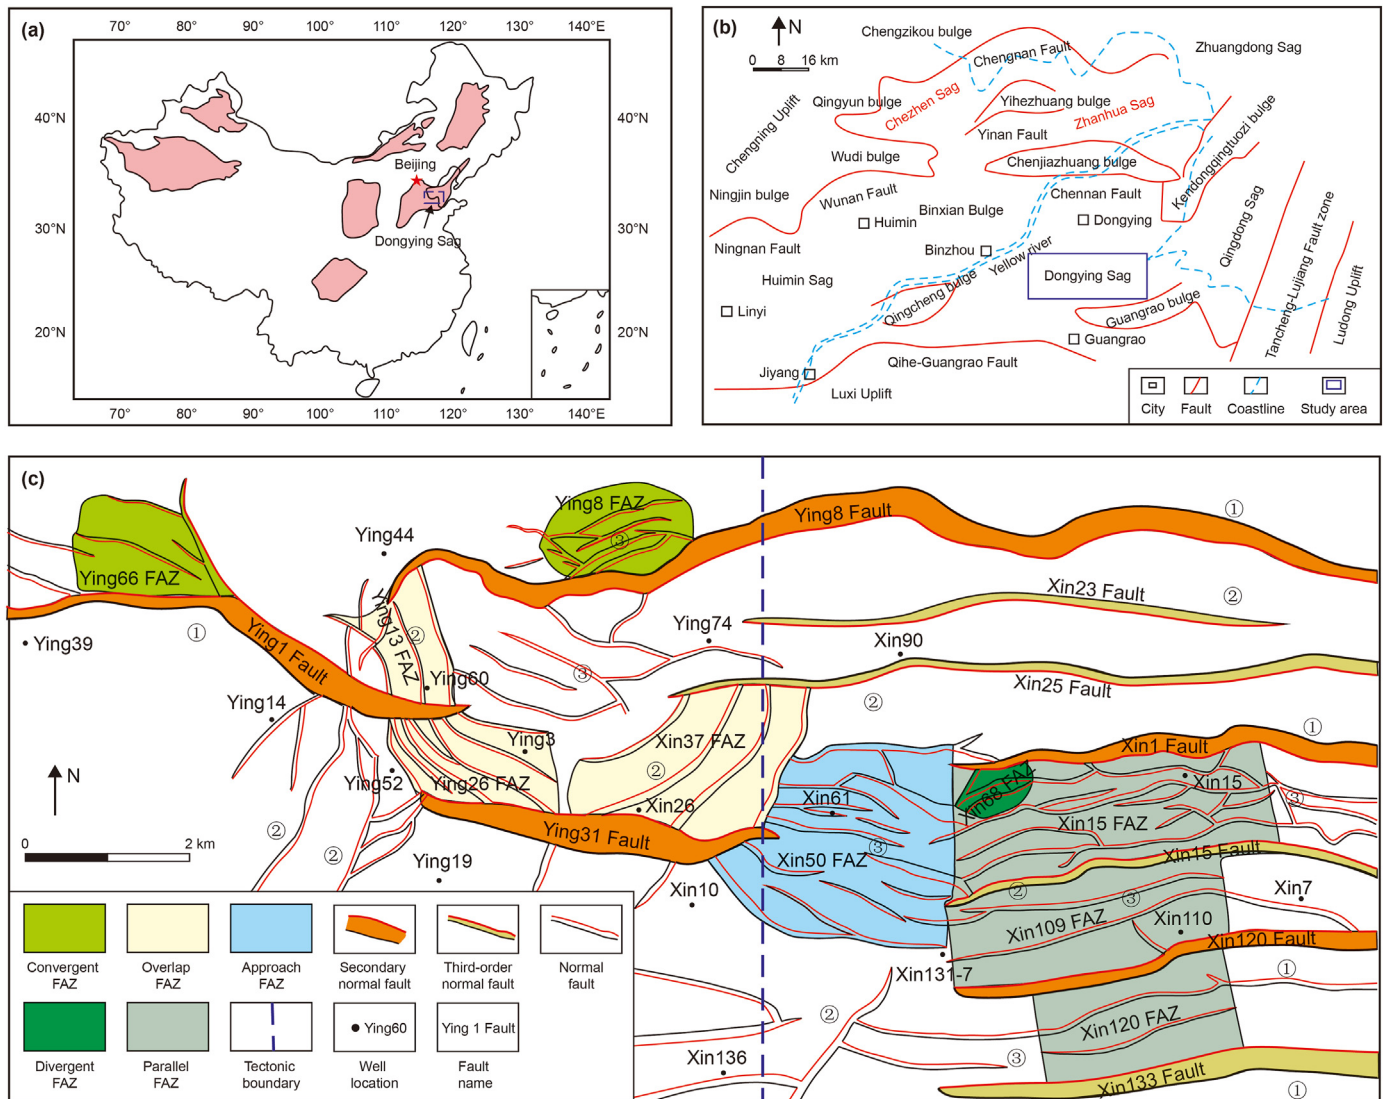 (a)
70° 80° 90° 100° 110° 120° 130° 140°E
40°N 40°N
Beijing
30°N 30°N
Dongying Sag
20°N 20°N
70° 80° 90° 100° 110° 120° 130° 140°E
(b)
N
0 8 16 km
Chengzikou bulge
Chengnan Fault
Zhuangdong Sag
Chengning Uplift
Qingyun bulge
Chezhen Sag
Yihezhuang bulge
Zhanhua Sag
Yinan Fault
Kendongqingtuozi bulge
Wudi bulge
Chenjiazhuang bulge
Ningjin bulge
Wunan Fault
Chennan Fault
Binxian Bulge
Huimin
Dongying
Qingdong Sag
Ningnan Fault
Binzhou
Yellow river
Tancheng-Lujiang Fault zone
Huimin Sag
Dongying Sag
Ludong Uplift
Qingcheng bulge
Linyi
Guangrao bulge
Guangrao
Qihe-Guangrao Fault
Jiyang
Luxi Uplift
City Fault Coastline Study area
(c)
Ying8 FAZ
③
Ying8 Fault
①
Ying44
Ying66 FAZ
Xin23 Fault
②
Ying13 FAZ
②
①
Ying39
Ying1 Fault
Ying74
Xin90
③
Ying60
Xin25 Fault
②
Ying14
Ying3
Xin37 FAZ
②
Xin1 Fault
①
Ying52
Ying26 FAZ
Xin68 FAZ
Xin15
N
Xin26
Xin61
③
Xin15 FAZ
0 2 km
②
②
Ying31 Fault
Xin50 FAZ
③
Xin15 Fault
Ying19
Xin10
②
③
Xin7
Xin109 FAZ
Xin110
Xin120 Fault
Xin131-7
①
②
Xin120 FAZ
③
Xin136
Xin133 Fault
①
Convergent
FAZ
Overlap
FAZ
Approach
FAZ
Secondary
normal fault
Third-order
normal fault
Normal
fault
Ying60
Ying 1 Fault
Divergent
FAZ
Parallel
FAZ
Tectonic
boundary
Well
location
Fault
name